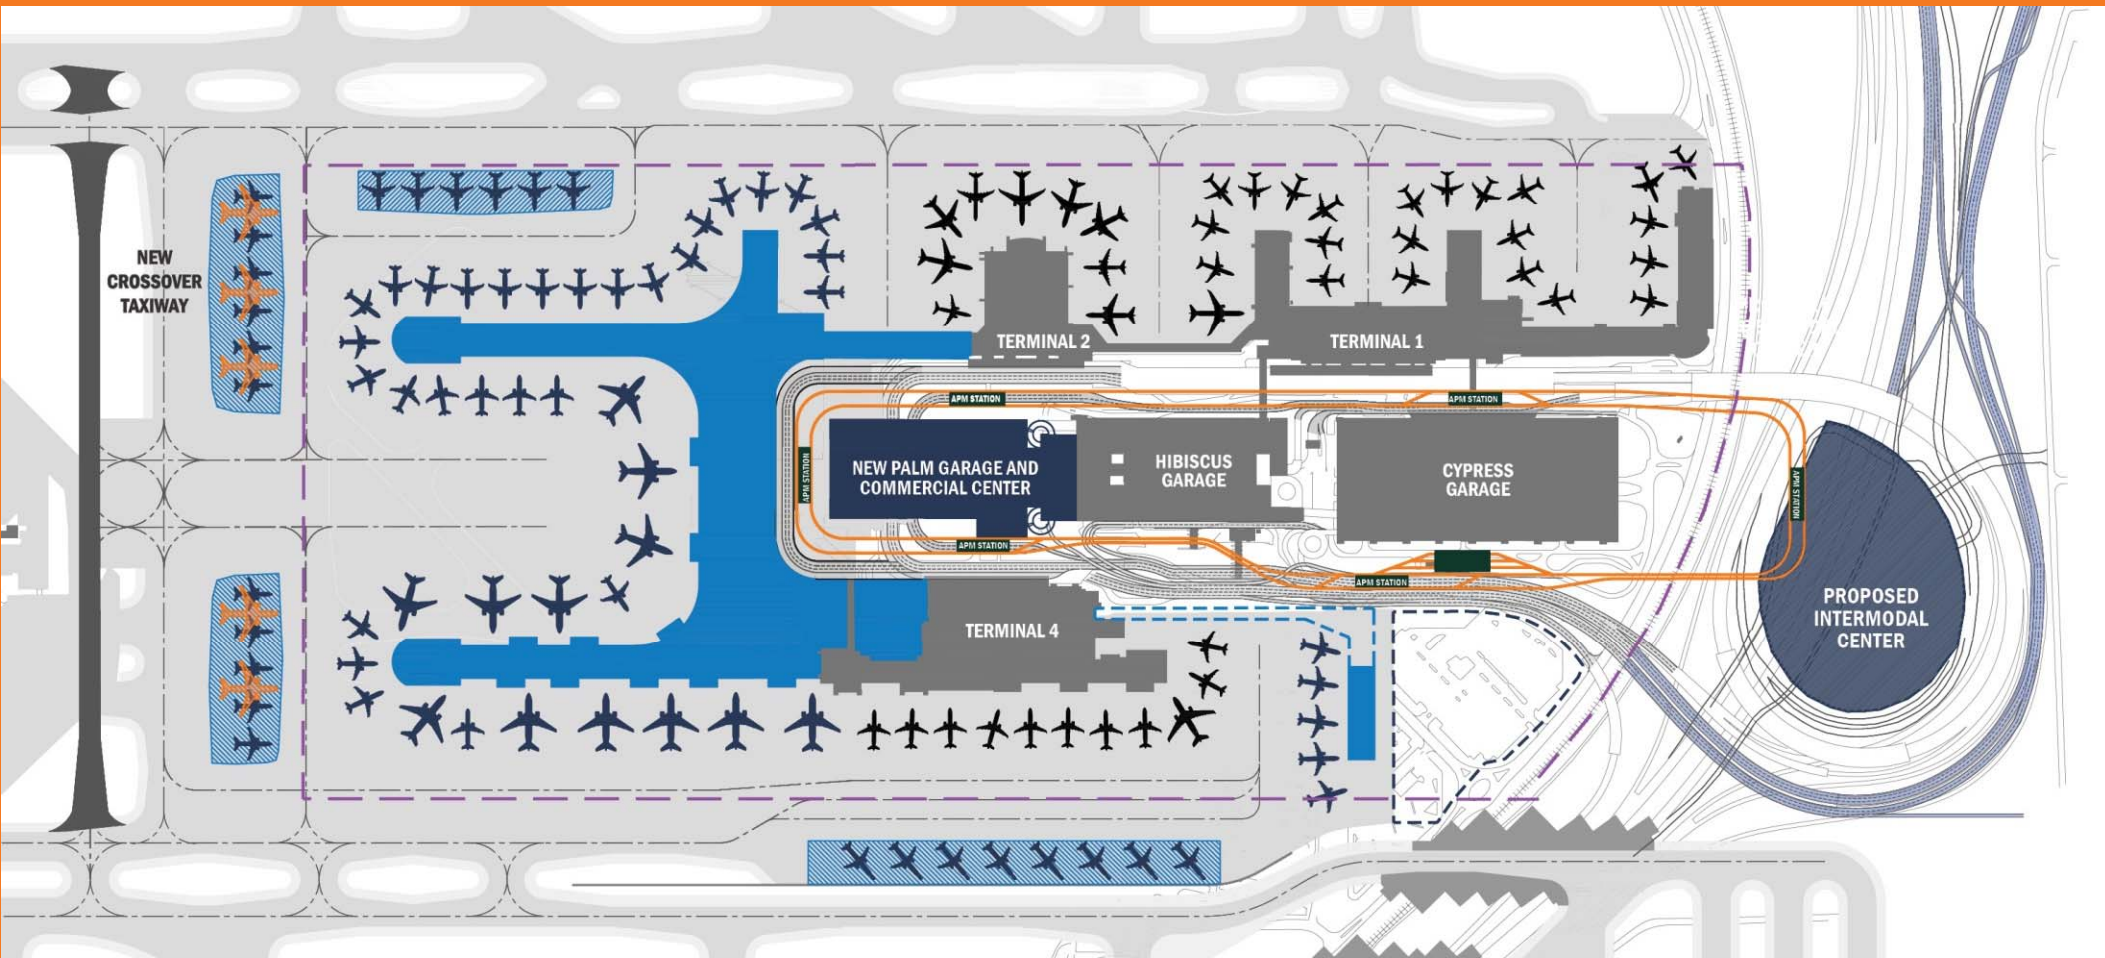 NEW
CROSSOVER
TAXIWAY
TERMINAL 2
TERMINAL 1
APM STATION
APM STATION
APM STATION
NEW PALM GARAGE AND
COMMERCIAL CENTER
HIBISCUS
GARAGE
CYPRESS
GARAGE
APM STATION
APM STATION
APM STATION
PROPOSED
INTERMODAL
CENTER
TERMINAL 4